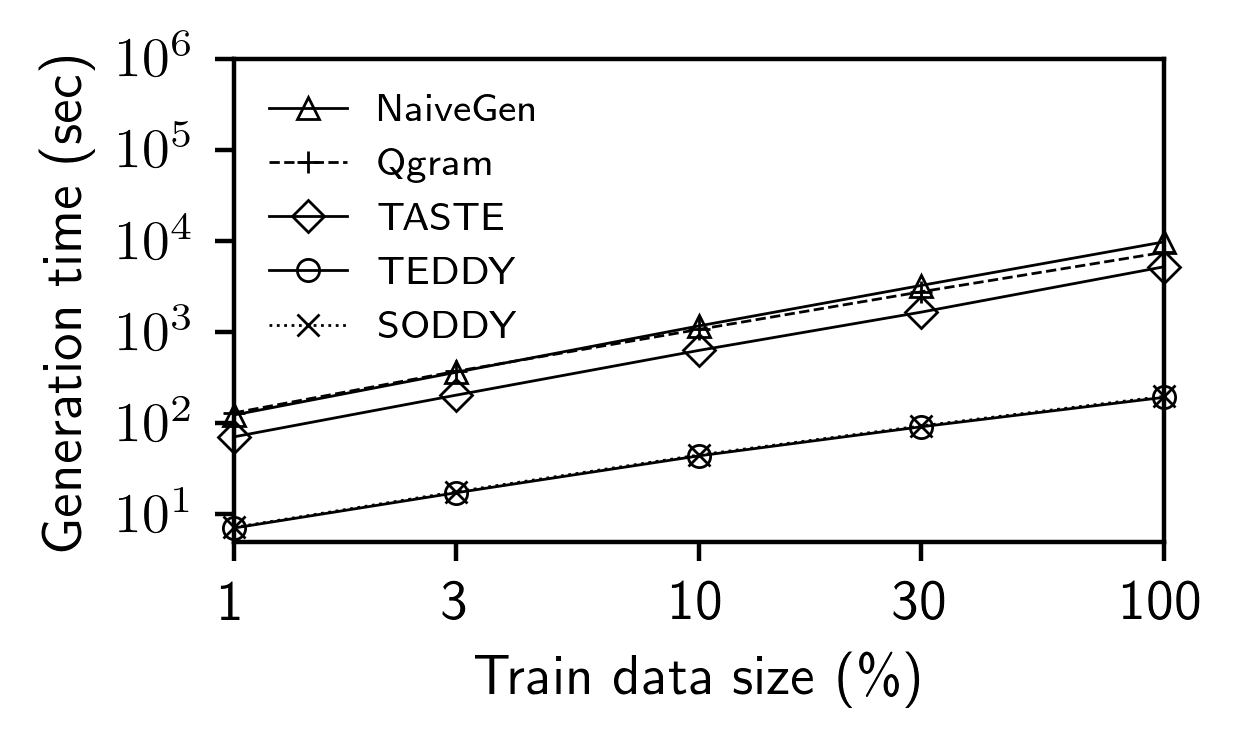 Generation time (sec)
10^6
10^5
10^4
10^3
10^2
10^1
NaiveGen
Qgram
TASTE
TEDDY
SODDY
1 3 10 30 100
Train data size (%)